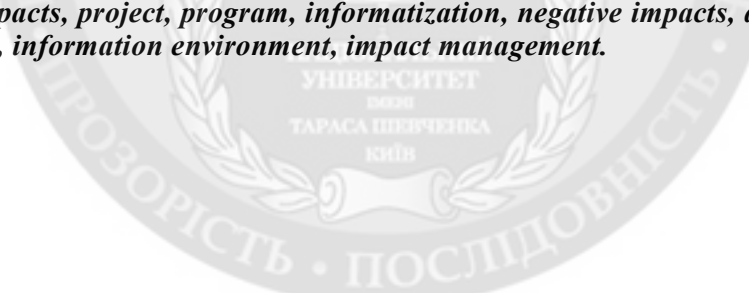 pacts, project, program, informatization, negative impacts,
, information environment, impact management.
УНІВЕРСИТЕТ
ІМЕНІ
ТАРАСА ШЕВЧЕНКА
КИЇВ
ПРОЗОРІСТЬ • ПОСЛІДОВНІСТЬ •